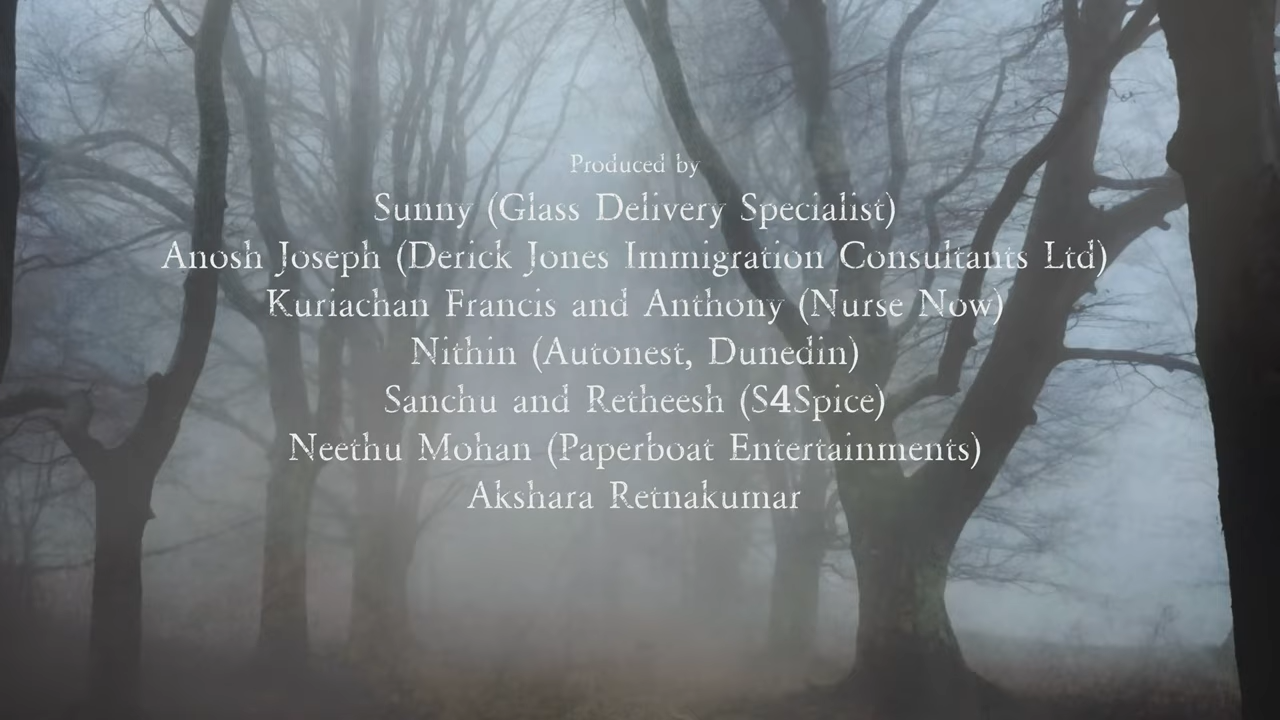 Produced by
Sunny (Glass Delivery Specialist)
Anosh Joseph (Derick Jones Immigration Consultants Ltd)
Kuriachan Francis and Anthony (Nurse Now)
Nithin (Autonest, Dunedin)
Sanchu and Retheesh (S4Spice)
Neethu Mohan (Paperboat Entertainments)
Akshara Retnakumar